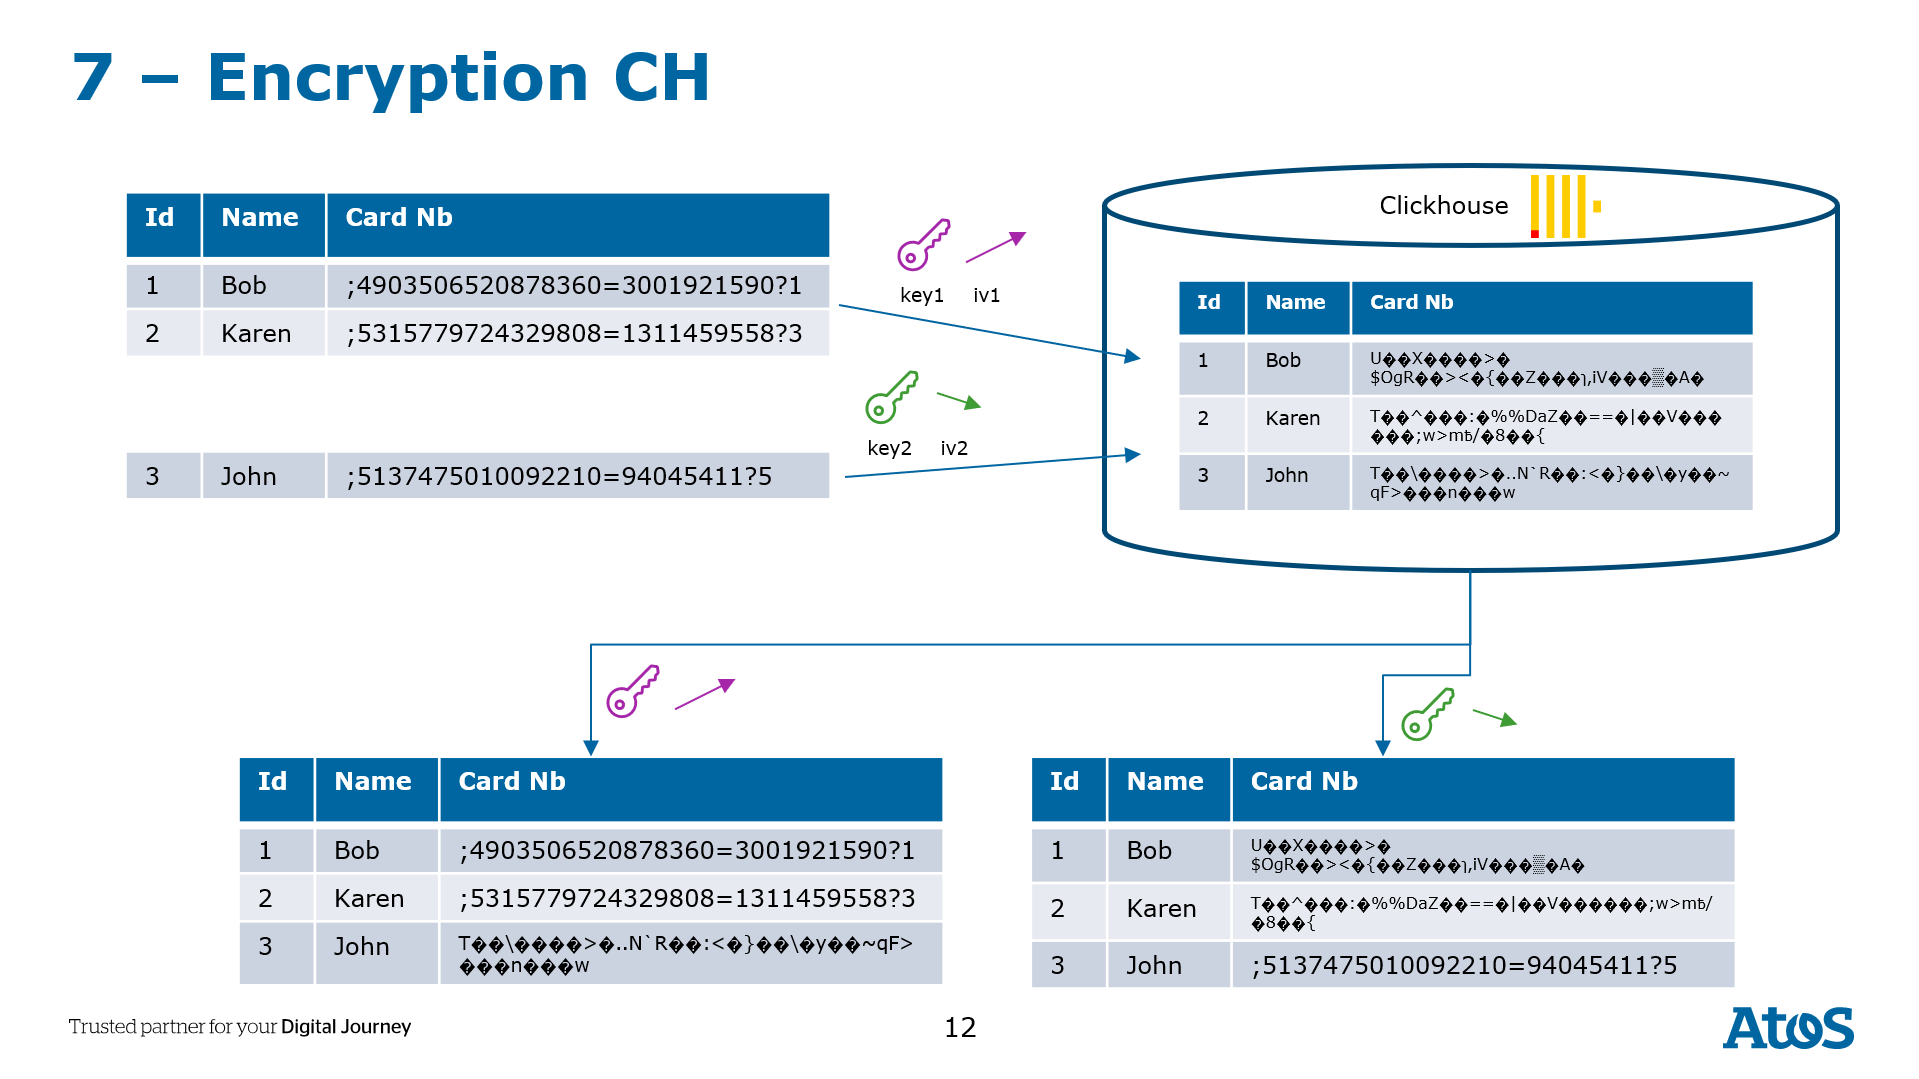 7 – Encryption CH
Id Name Card Nb
1 Bob ;4903506520878360=3001921590?1
2 Karen ;5315779724329808=1311459558?3
3 John ;5137475010092210=94045411?5
key1 iv1
key2 iv2
Clickhouse
Id Name Card Nb
1 Bob U��X����>�
$OgR��><�{��Z���ʅ,iV���▒�A�
2 Karen T��^���:�%%DaZ��==�|��V���
���;w>mҍ/�8��{
3 John T��\����>�..N`R��:<�}��\�y��~
qF>���n���w
Id Name Card Nb
1 Bob ;4903506520878360=3001921590?1
2 Karen ;5315779724329808=1311459558?3
3 John T��\����>�..N`R��:<�}��\�y��~qF>
���n���w
Id Name Card Nb
1 Bob U��X����>�
$OgR��><�{��Z���ʅ,iV���▒�A�
2 Karen T��^���:�%%DaZ��==�|��V������;w>mҍ/
�8��{
3 John ;5137475010092210=94045411?5
Trusted partner for your Digital Journey
12
Atos